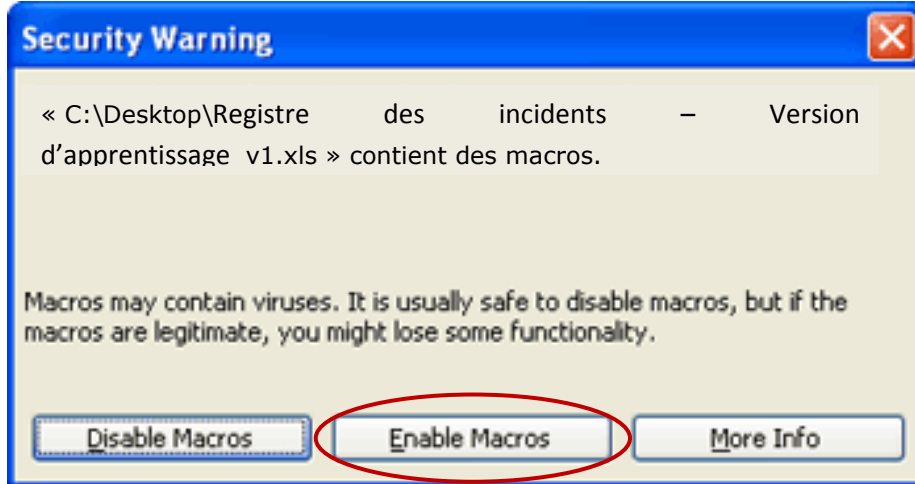 Security Warning
« C:\Desktop\Registre des incidents – Version
d'apprentissage v1.xls » contient des macros.
Macros may contain viruses. It is usually safe to disable macros, but if the
macros are legitimate, you might lose some functionality.
Disable Macros Enable Macros More Info